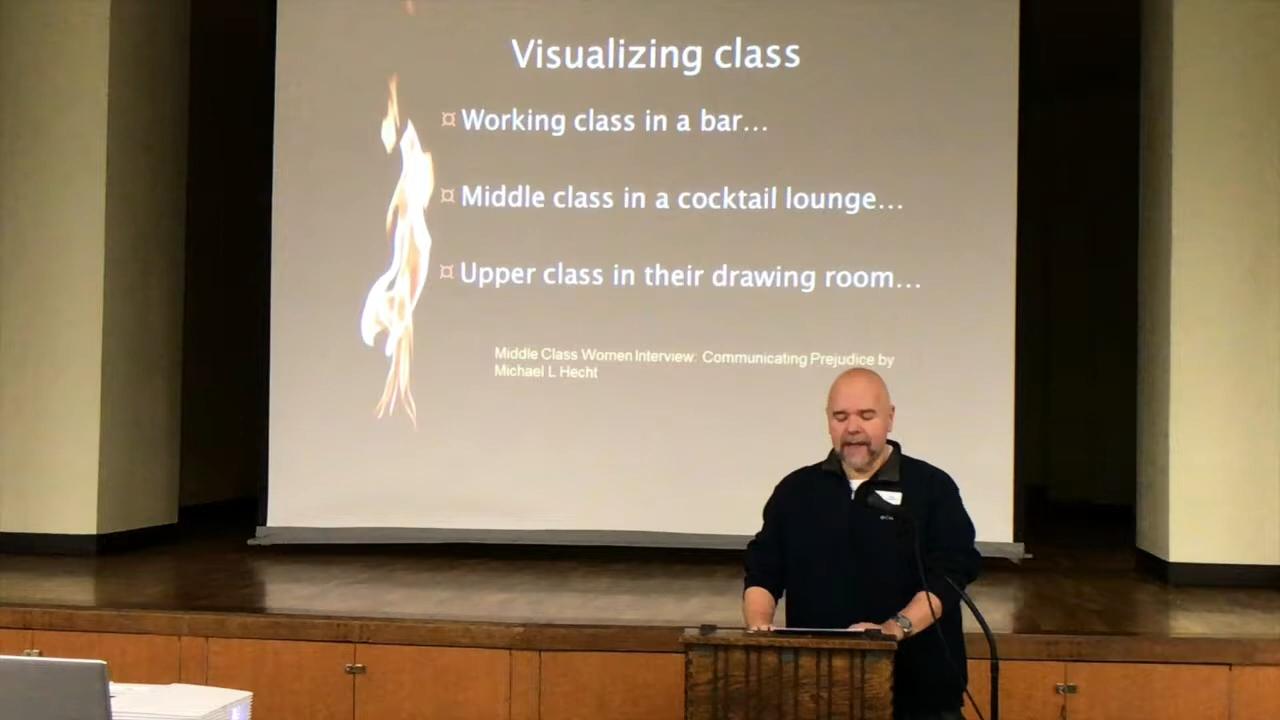 Visualizing class
¤ Working class in a bar…
¤ Middle class in a cocktail lounge…
¤ Upper class in their drawing room…
Middle Class Women Interview: Communicating Prejudice by
Michael L Hecht